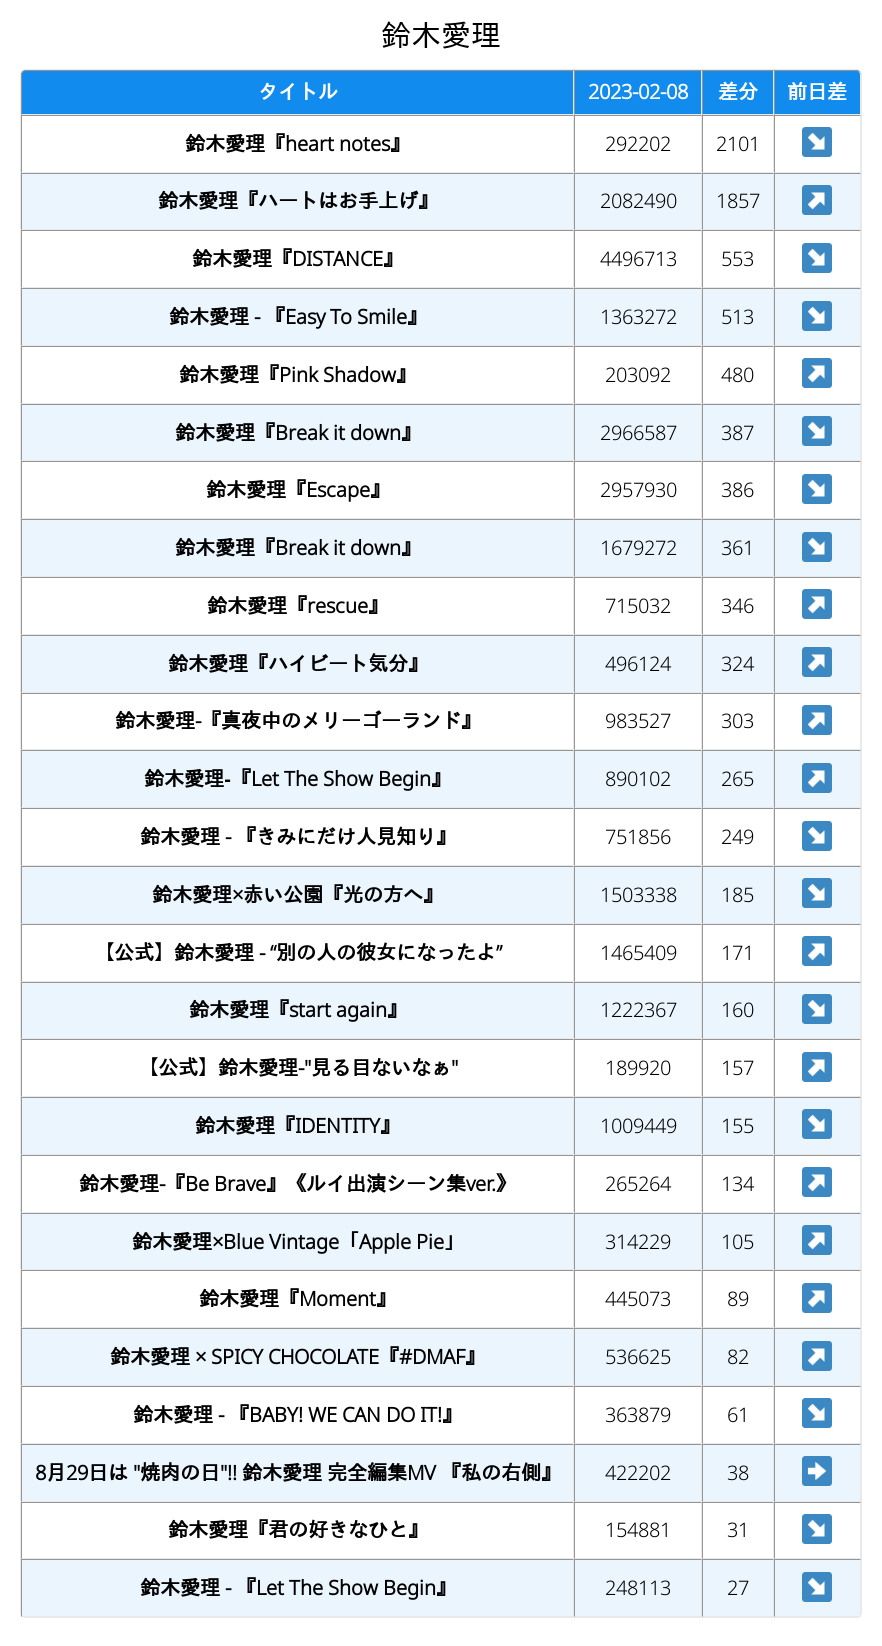 鈴木愛理
タイトル 2023-02-08 差分 前日差
鈴木愛理『heart notes』 292202 2101 ↘
鈴木愛理『ハートはお手上げ』 2082490 1857 ↗
鈴木愛理『DISTANCE』 4496713 553 ↘
鈴木愛理 - 『Easy To Smile』 1363272 513 ↘
鈴木愛理『Pink Shadow』 203092 480 ↗
鈴木愛理『Break it down』 2966587 387 ↘
鈴木愛理『Escape』 2957930 386 ↘
鈴木愛理『Break it down』 1679272 361 ↘
鈴木愛理『rescue』 715032 346 ↗
鈴木愛理『ハイビート気分』 496124 324 ↗
鈴木愛理-『真夜中のメリーゴーランド』 983527 303 ↗
鈴木愛理-『Let The Show Begin』 890102 265 ↗
鈴木愛理 - 『きみにだけ人見知り』 751856 249 ↘
鈴木愛理×赤い公園『光の方へ』 1503338 185 ↘
【公式】鈴木愛理 - “別の人の彼女になったよ” 1465409 171 ↗
鈴木愛理『start again』 1222367 160 ↘
【公式】鈴木愛理-"見る目ないなぁ" 189920 157 ↗
鈴木愛理『IDENTITY』 1009449 155 ↘
鈴木愛理-『Be Brave』《ルイ出演シーン集ver.》 265264 134 ↗
鈴木愛理×Blue Vintage「Apple Pie」 314229 105 ↗
鈴木愛理『Moment』 445073 89 ↗
鈴木愛理 × SPICY CHOCOLATE『#DMAF』 536625 82 ↗
鈴木愛理 - 『BABY! WE CAN DO IT!』 363879 61 ↘
8月29日は "焼肉の日"!! 鈴木愛理 完全編集MV 『私の右側』 422202 38 ➡
鈴木愛理『君の好きなひと』 154881 31 ↘
鈴木愛理 - 『Let The Show Begin』 248113 27 ↘